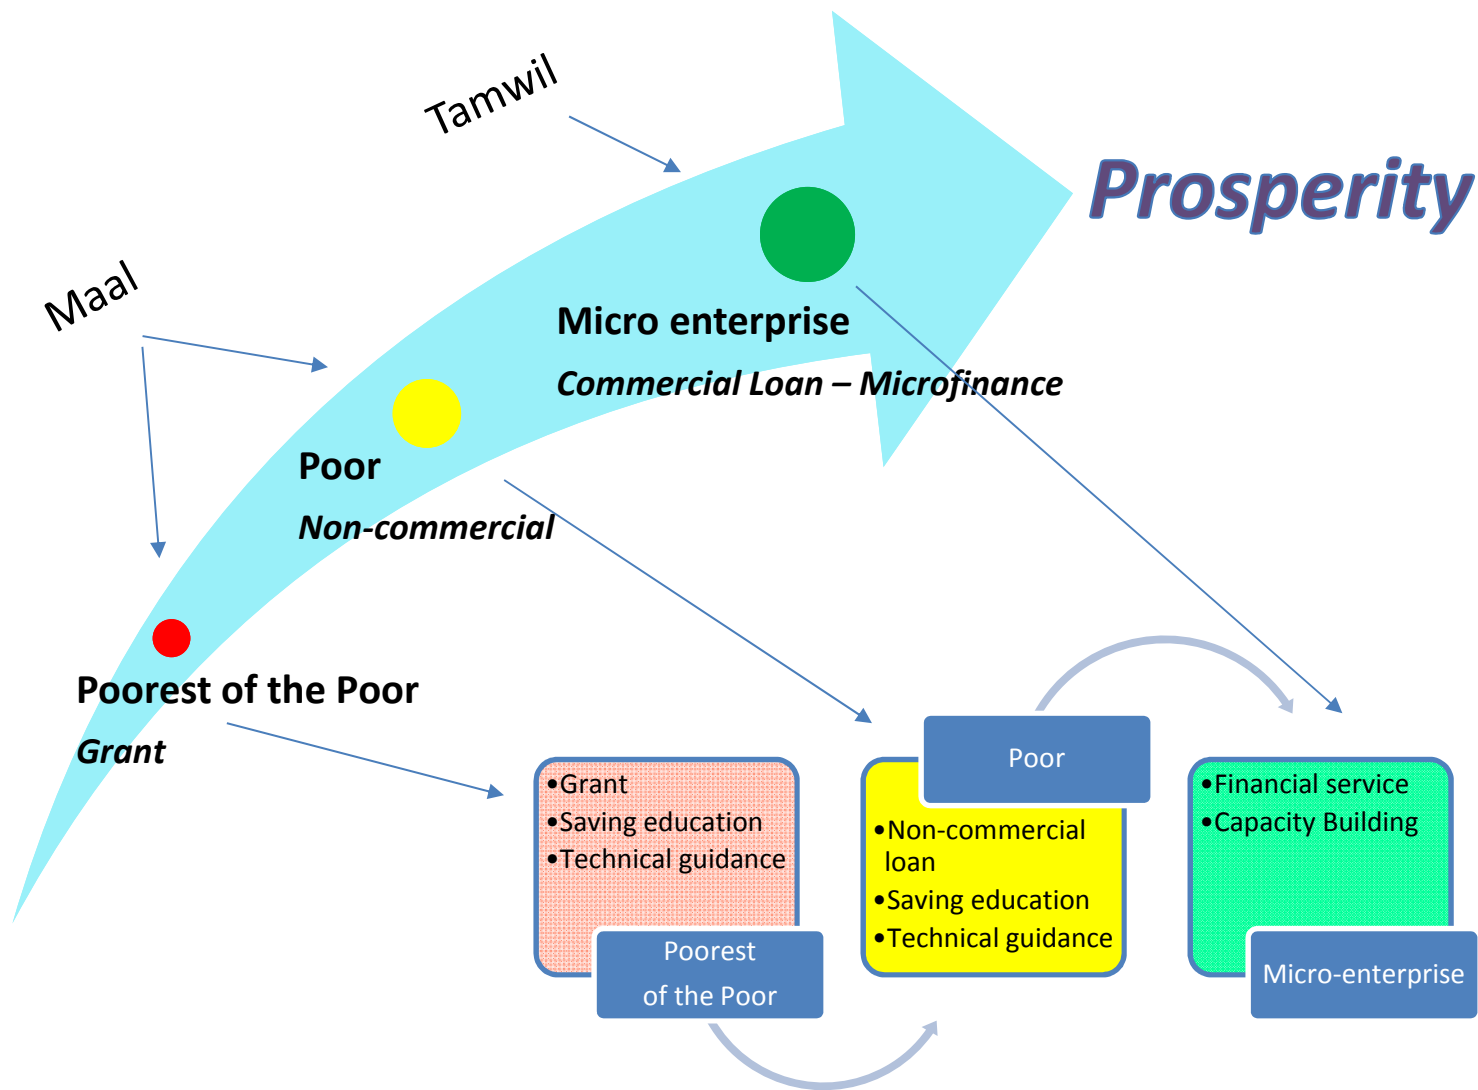 Tamwil
Prosperity
Maal
Micro enterprise
Commercial Loan – Microfinance
Poor
Non-commercial
Poorest of the Poor
Grant
•Grant
•Saving education
•Technical guidance
Poorest
of the Poor
Poor
•Non-commercial
loan
•Saving education
•Technical guidance
•Financial service
•Capacity Building
Micro-enterprise